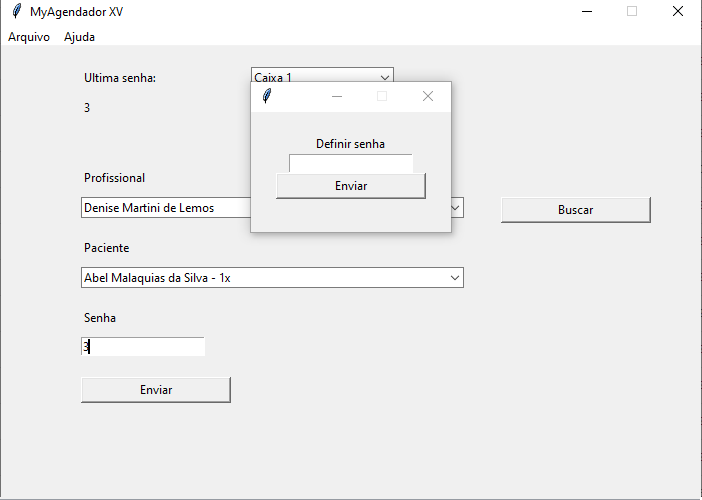 MyAgendador XV
Arquivo Ajuda
Ultima senha:
Caixa 1
3
Definir senha
Enviar
Profissional
Denise Martini de Lemos
Buscar
Paciente
Abel Malaquias da Silva - 1x
Senha
3
Enviar